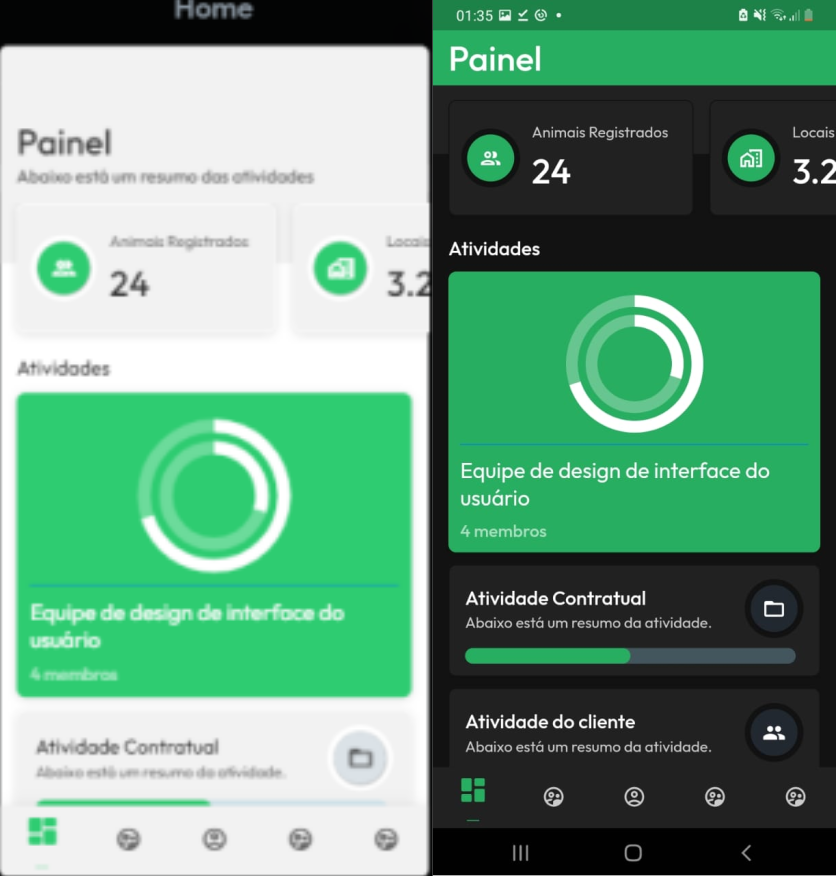 Home
Painel
Abaixo está um resumo das atividades
Animais Registrados
24
Locais
3.2
Atividades
Equipe de design de interface do
usuário
4 membros
Atividade Contratual
Abaixo está um resumo da atividade.
01:35
Painel
Animais Registrados
24
Locais
3.2
Atividades
Equipe de design de interface do
usuário
4 membros
Atividade Contratual
Abaixo está um resumo da atividade.
Atividade do cliente
Abaixo está um resumo da atividade.